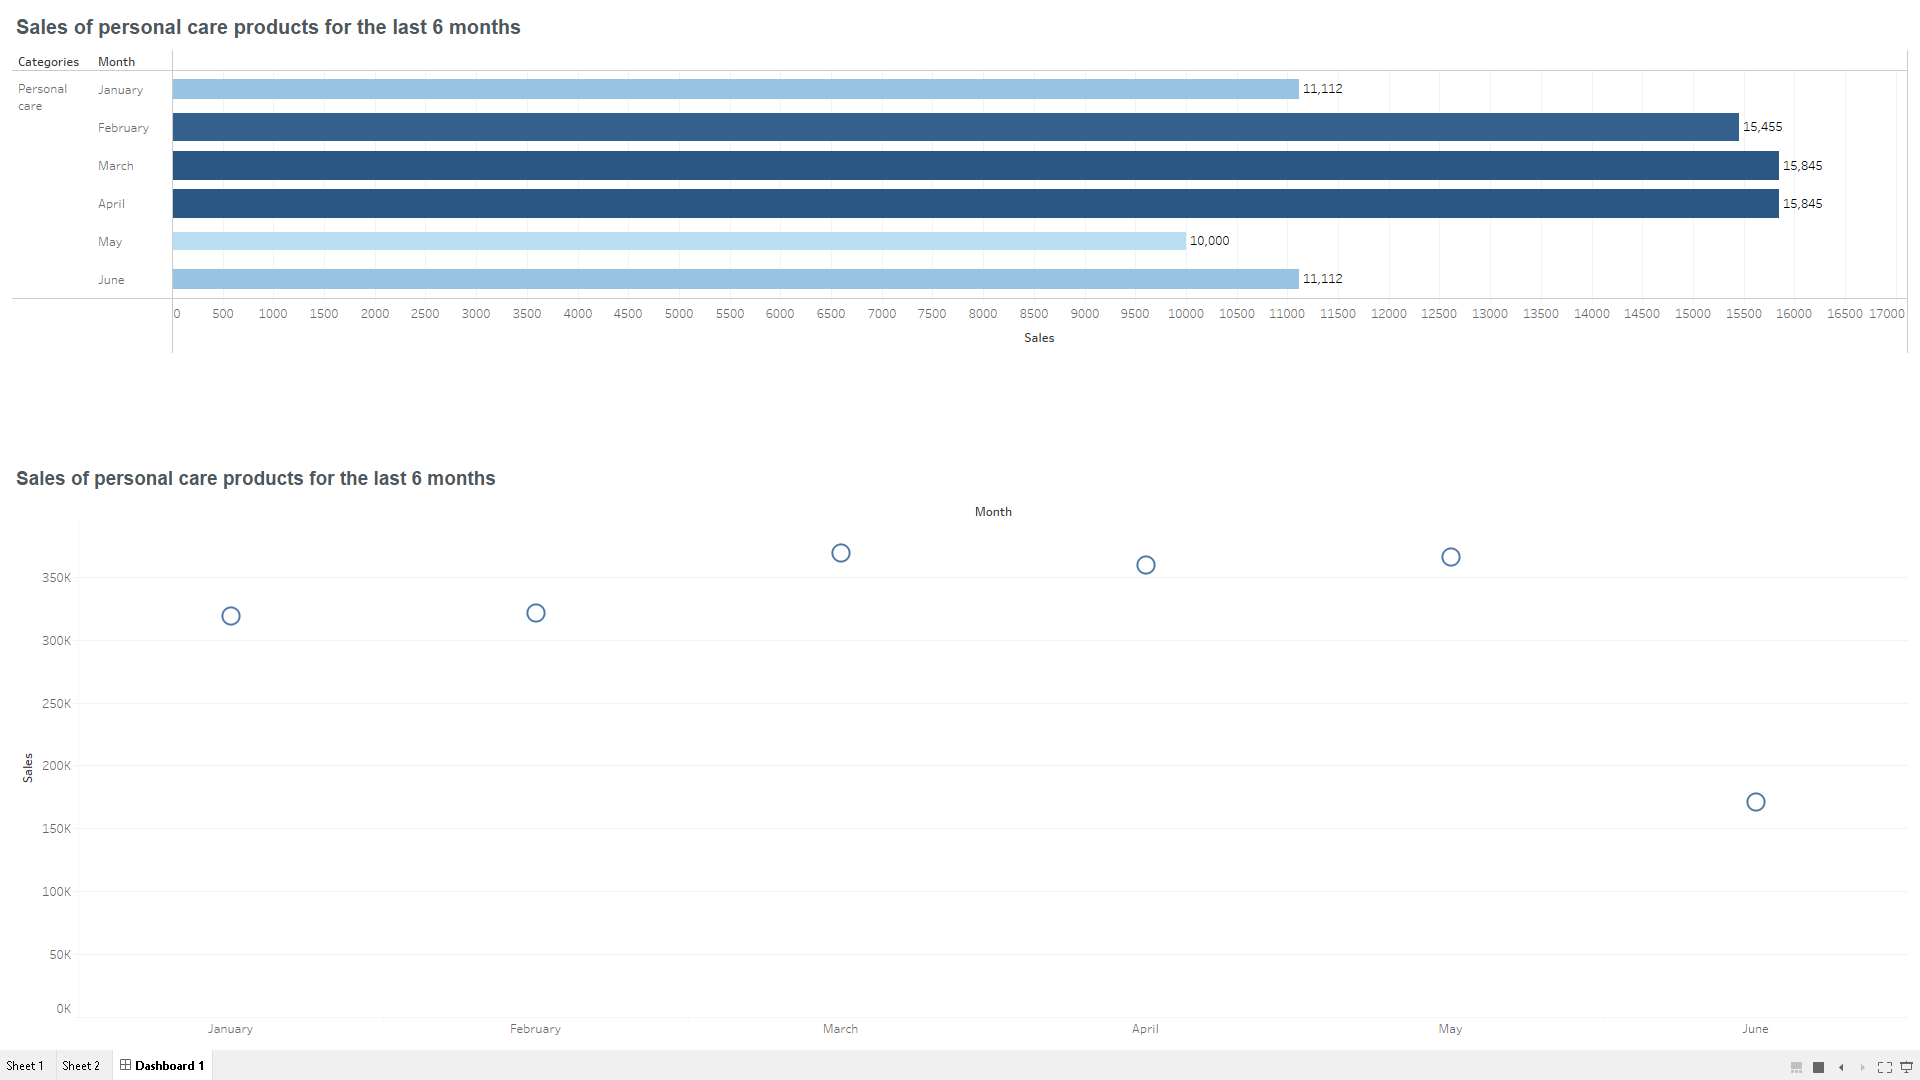 Sales of personal care products for the last 6 months
Categories Month
Personal care January 11,112
February 15,455
March 15,845
April 15,845
May 10,000
June 11,112
0 500 1000 1500 2000 2500 3000 3500 4000 4500 5000 5500 6000 6500 7000 7500 8000 8500 9000 9500 10000 10500 11000 11500 12000 12500 13000 13500 14000 14500 15000 15500 16000 16500 17000
Sales
Sales of personal care products for the last 6 months
Month
350K
300K
250K
200K
150K
100K
50K
0K
Sales
January February March April May June
Sheet 1 Sheet 2 Dashboard 1